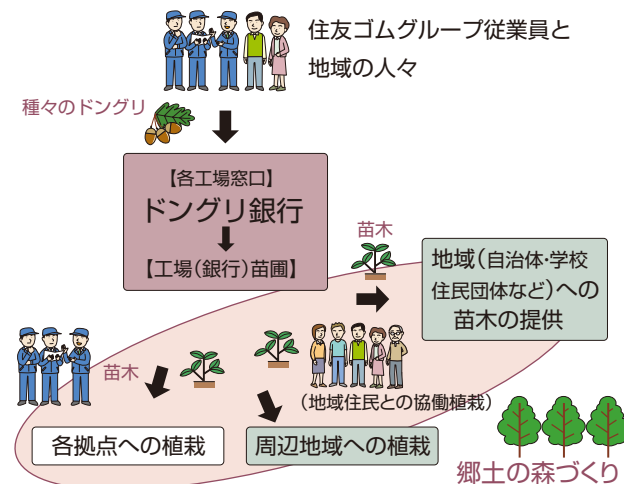 住友ゴムグループ従業員と
地域の人々
種々のドングリ
【各工場窓口】
ドングリ銀行
【工場(銀行)苗圃】
苗木
地域(自治体・学校
住民団体など)への
苗木の提供
苗木
(地域住民との協働植栽)
各拠点への植栽
周辺地域への植栽
郷土の森づくり